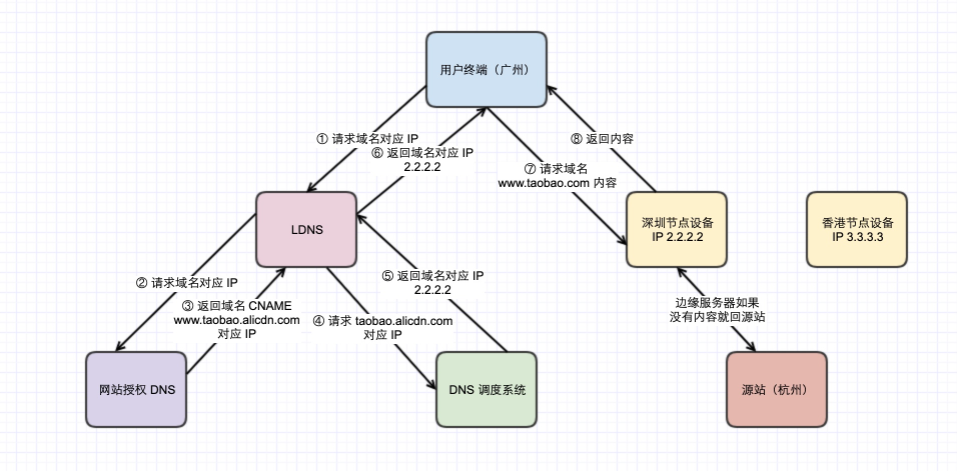 用户终端（广州）
① 请求域名对应 IP
⑥ 返回域名对应 IP
2.2.2.2
⑧ 返回内容
⑦ 请求域名
www.taobao.com 内容
LDNS
深圳节点设备
IP 2.2.2.2
香港节点设备
IP 3.3.3.3
② 请求域名对应 IP
③ 返回域名 CNAME
www.taobao.alicdn.com
对应 IP
⑤ 返回域名对应 IP
2.2.2.2
④ 请求 taobao.alicdn.com
对应 IP
边缘服务器如果
没有内容就回源站
网站授权 DNS
DNS 调度系统
源站（杭州）